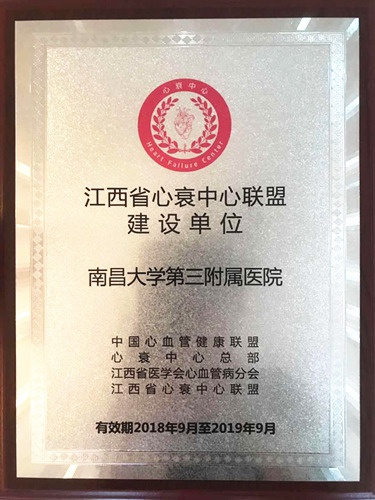 心衰中心
Heart Failure Center
江西省心衰中心联盟
建设单位
南昌大学第三附属医院
中国心血管健康联盟
心衰中心总部
江西省医学会心血管病分会
江西省心衰中心联盟
有效期2018年9月至2019年9月